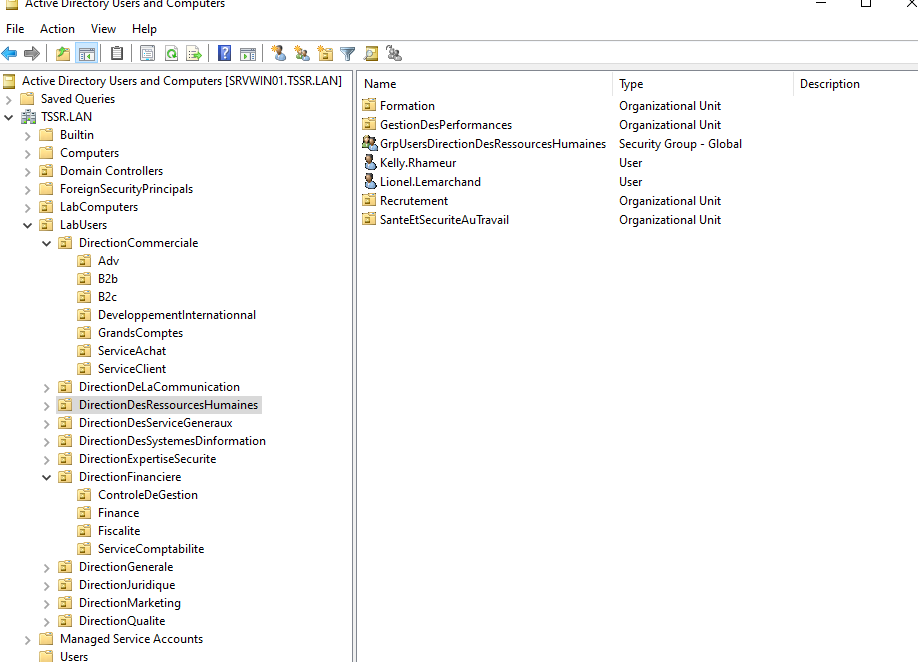 Active Directory Users and Computers
File Action View Help
Active Directory Users and Computers [SRVWIN01.TSSR.LAN]
Saved Queries
TSSR.LAN
Builtin
Computers
Domain Controllers
ForeignSecurityPrincipals
LabComputers
LabUsers
DirectionCommerciale
Adv
B2b
B2c
DeveloppementInternationnal
GrandsComptes
ServiceAchat
ServiceClient
DirectionDeLaCommunication
DirectionDesRessourcesHumaines
DirectionDesServiceGeneraux
DirectionDesSystemesDinformation
DirectionExpertiseSecurite
DirectionFinanciere
ControleDeGestion
Finance
Fiscalite
ServiceComptabilite
DirectionGenerale
DirectionJuridique
DirectionMarketing
DirectionQualite
Managed Service Accounts
Users
Name Type Description
Formation Organizational Unit
GestionDesPerformances Organizational Unit
GrpUsersDirectionDesRessourcesHumaines Security Group - Global
Kelly.Rhameur User
Lionel.Lemarchand User
Recrutement Organizational Unit
SanteEtSecuriteAuTravail Organizational Unit